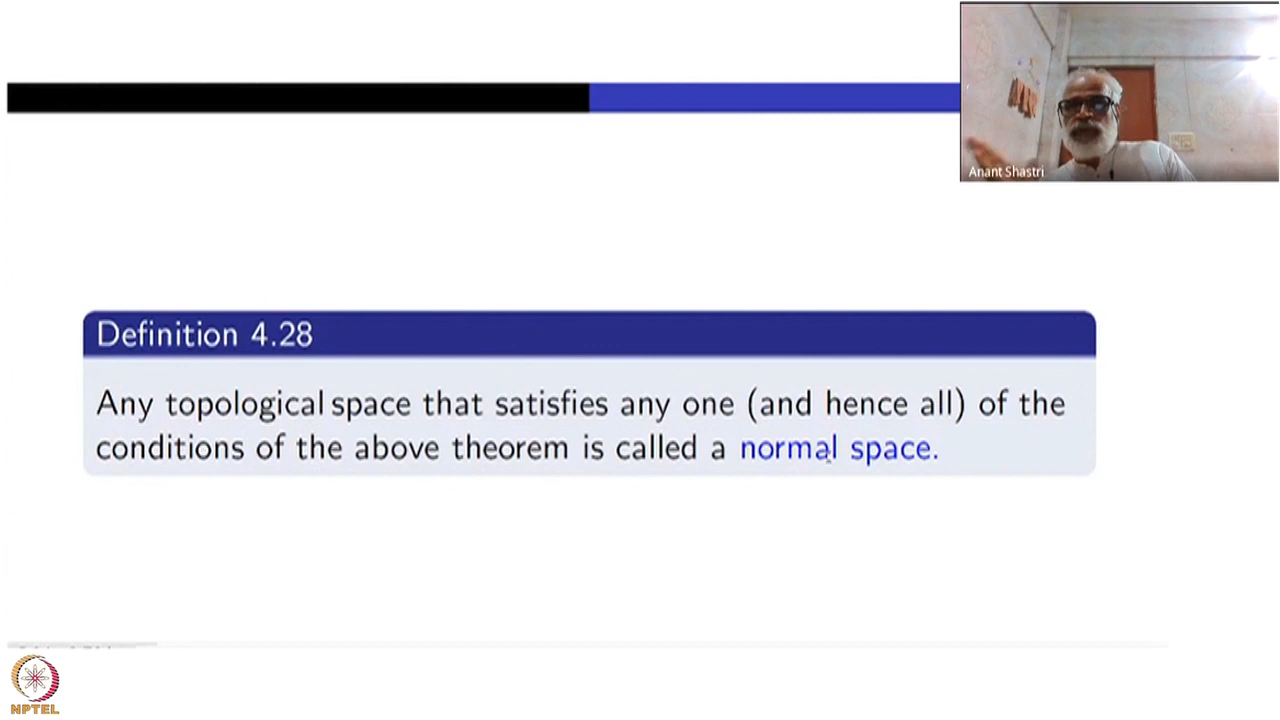 Anant Shastri
Definition 4.28
Any topological space that satisfies any one (and hence all) of the
conditions of the above theorem is called a normal space.
NPTEL